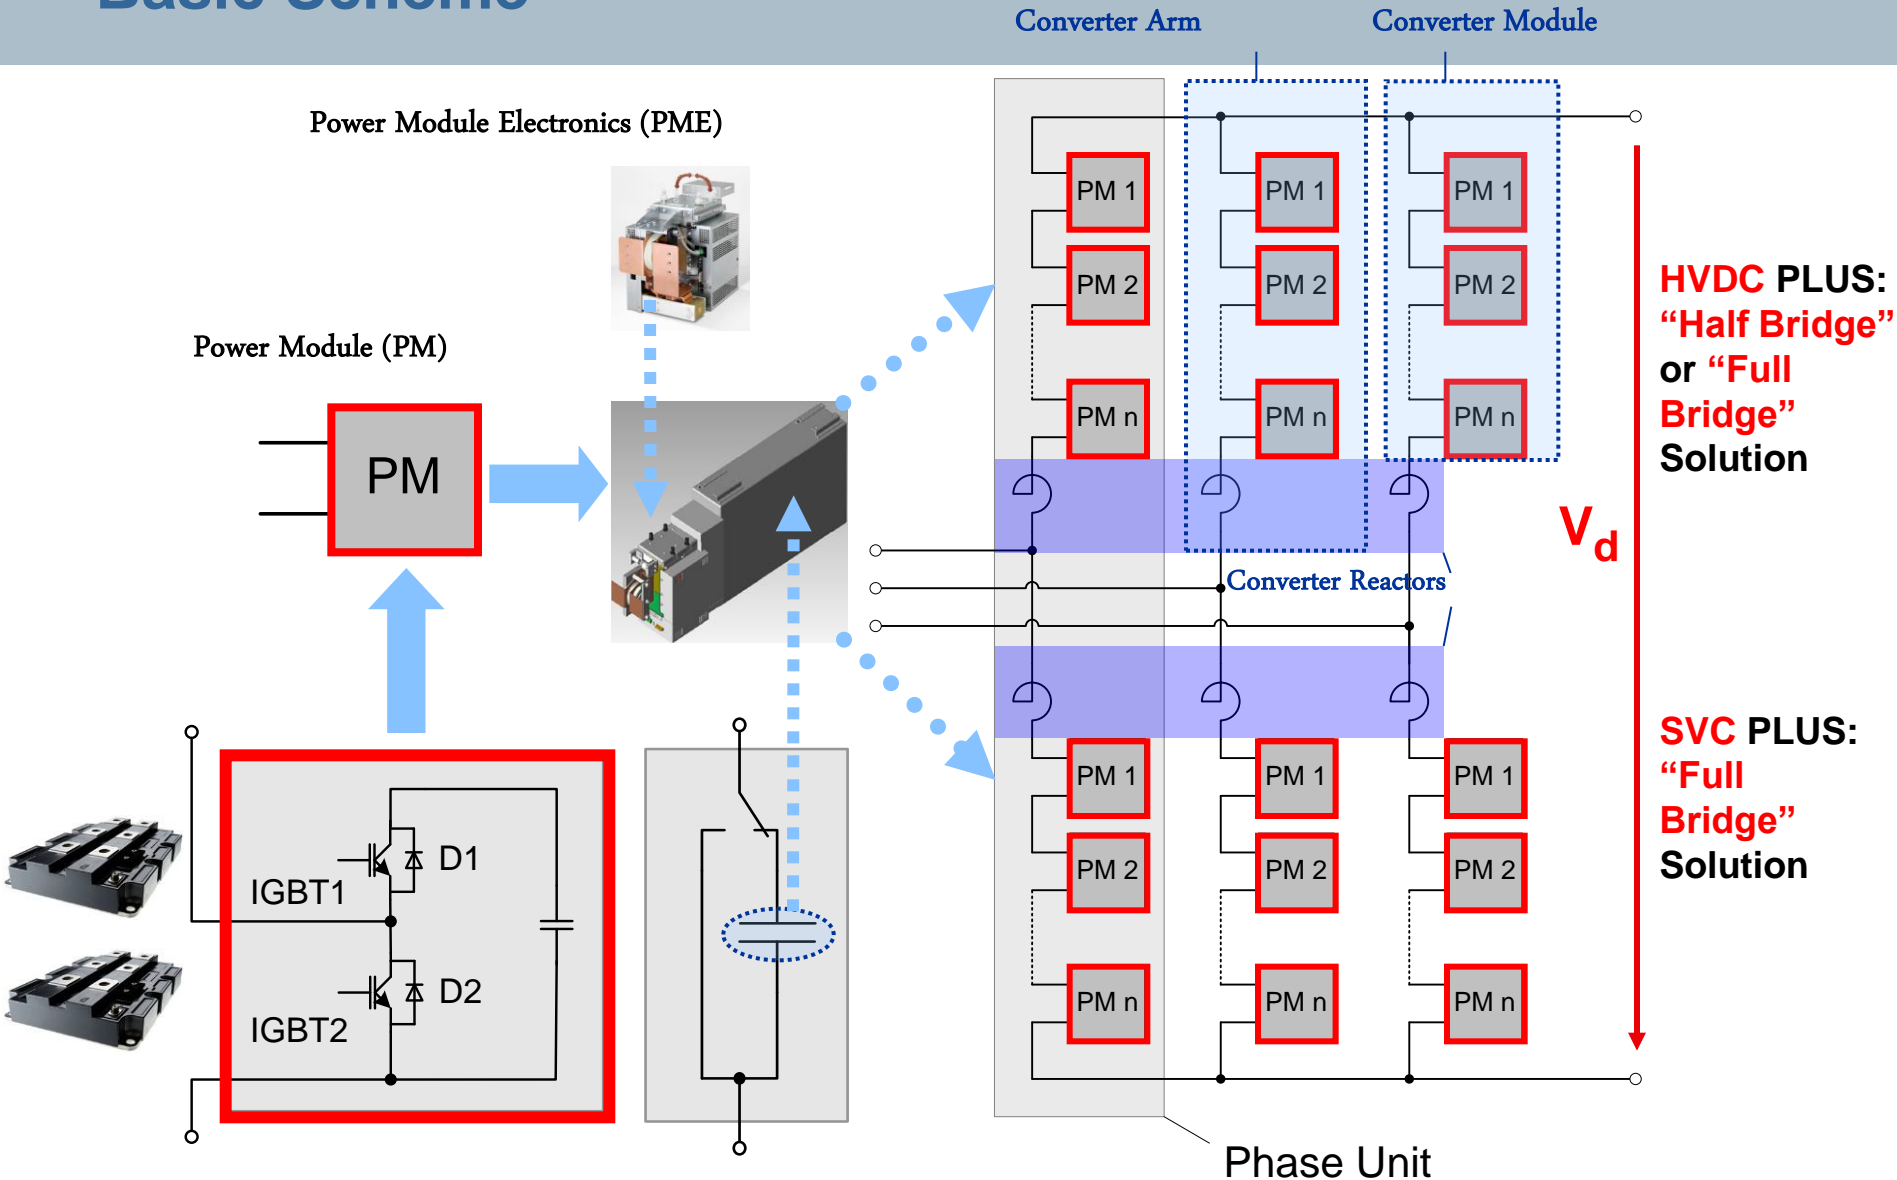 Basic Scheme
Converter Arm
Converter Module
Power Module Electronics (PME)
Power Module (PM)
PM
IGBT1
D1
IGBT2
D2
PM 1
PM 2
PM n
PM 1
PM 2
PM n
PM 1
PM 2
PM n
Converter Reactors
PM 1
PM 2
PM n
PM 1
PM 2
PM n
PM 1
PM 2
PM n
Phase Unit
Vd
HVDC PLUS:
“Half Bridge”
or “Full
Bridge”
Solution
SVC PLUS:
“Full
Bridge”
Solution